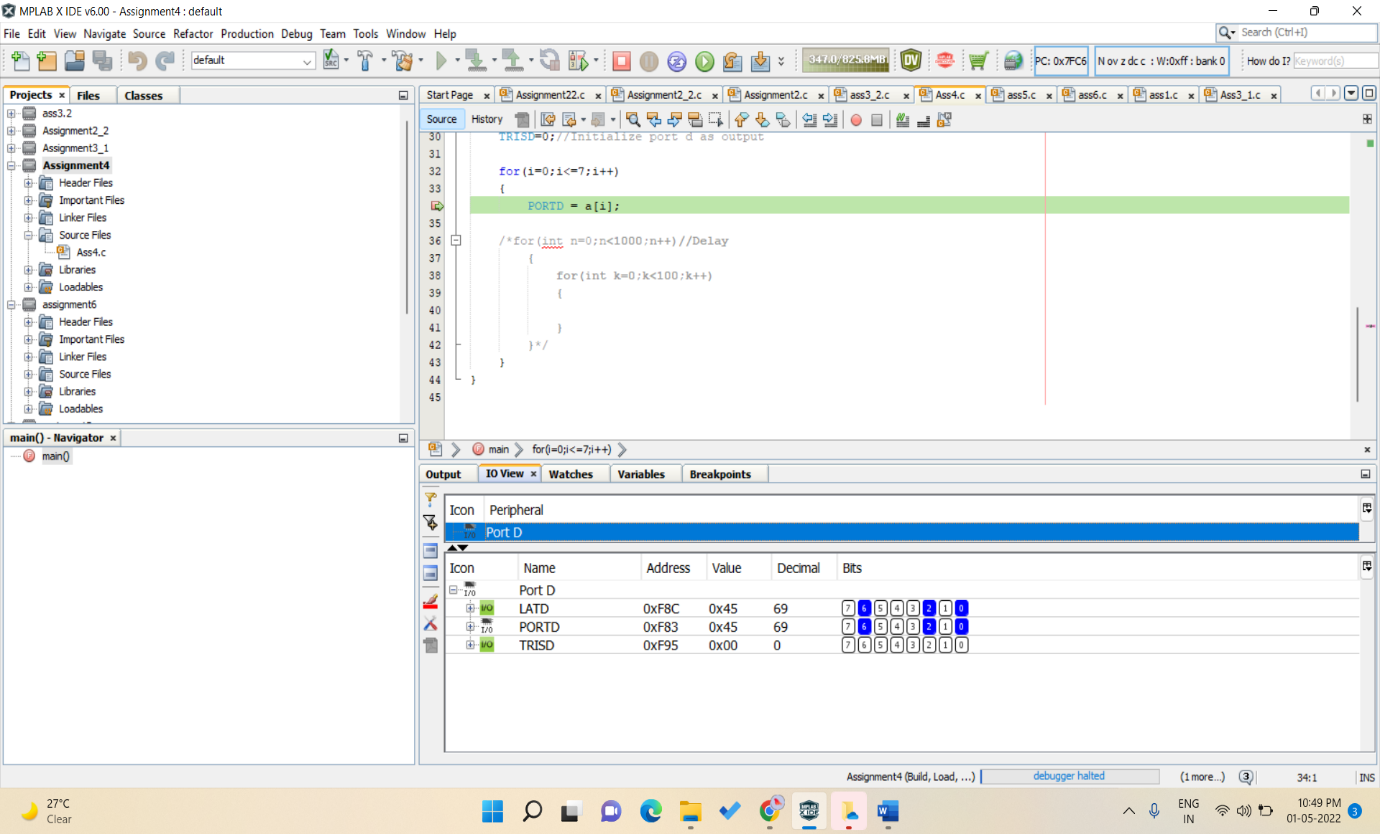 MPLAB X IDE v6.00 - Assignment4 : default
File Edit View Navigate Source Refactor Production Debug Team Tools Window Help
Search (Ctrl+I)
default
347.0/825.0MB
PC: 0x7FC6
N ov z dc c : W:0xff : bank 0
How do I?
Keyword(s)
Projects × Files Classes
ass3.2
Assignment2_2
Assignment3_1
Assignment4
Header Files
Important Files
Linker Files
Source Files
Ass4.c
Libraries
Loadables
assignment6
Header Files
Important Files
Linker Files
Source Files
Libraries
Loadables
main() - Navigator ×
main()
Start Page × Assignment22.c × Assignment2_2.c × Assignment2.c × ass3_2.c × Ass4.c × ass5.c × ass6.c × ass1.c × Ass3_1.c ×
Source History
30 TRISD=0;//Initialize port d as output
31
32 for(i=0;i<=7;i++)
33 {
PORTD = a[i];
35
36 /*for(int n=0;n<1000;n++)//Delay
37 {
38 for(int k=0;k<100;k++)
39 {
40
41 }
42 }*/
43 }
44 }
45
main for(i=0;i<=7;i++)
Output IO View × Watches Variables Breakpoints
Icon Peripheral
Port D
Icon Name Address Value Decimal Bits
Port D
I/O LATD 0xF8C 0x45 69 7 6 5 4 3 2 1 0
I/O PORTD 0xF83 0x45 69 7 6 5 4 3 2 1 0
I/O TRISD 0xF95 0x00 0 7 6 5 4 3 2 1 0
Assignment4 (Build, Load, ...) debugger halted (1 more...) 3 34:1 INS
27°C
Clear
ENG
IN
10:49 PM
01-05-2022
3